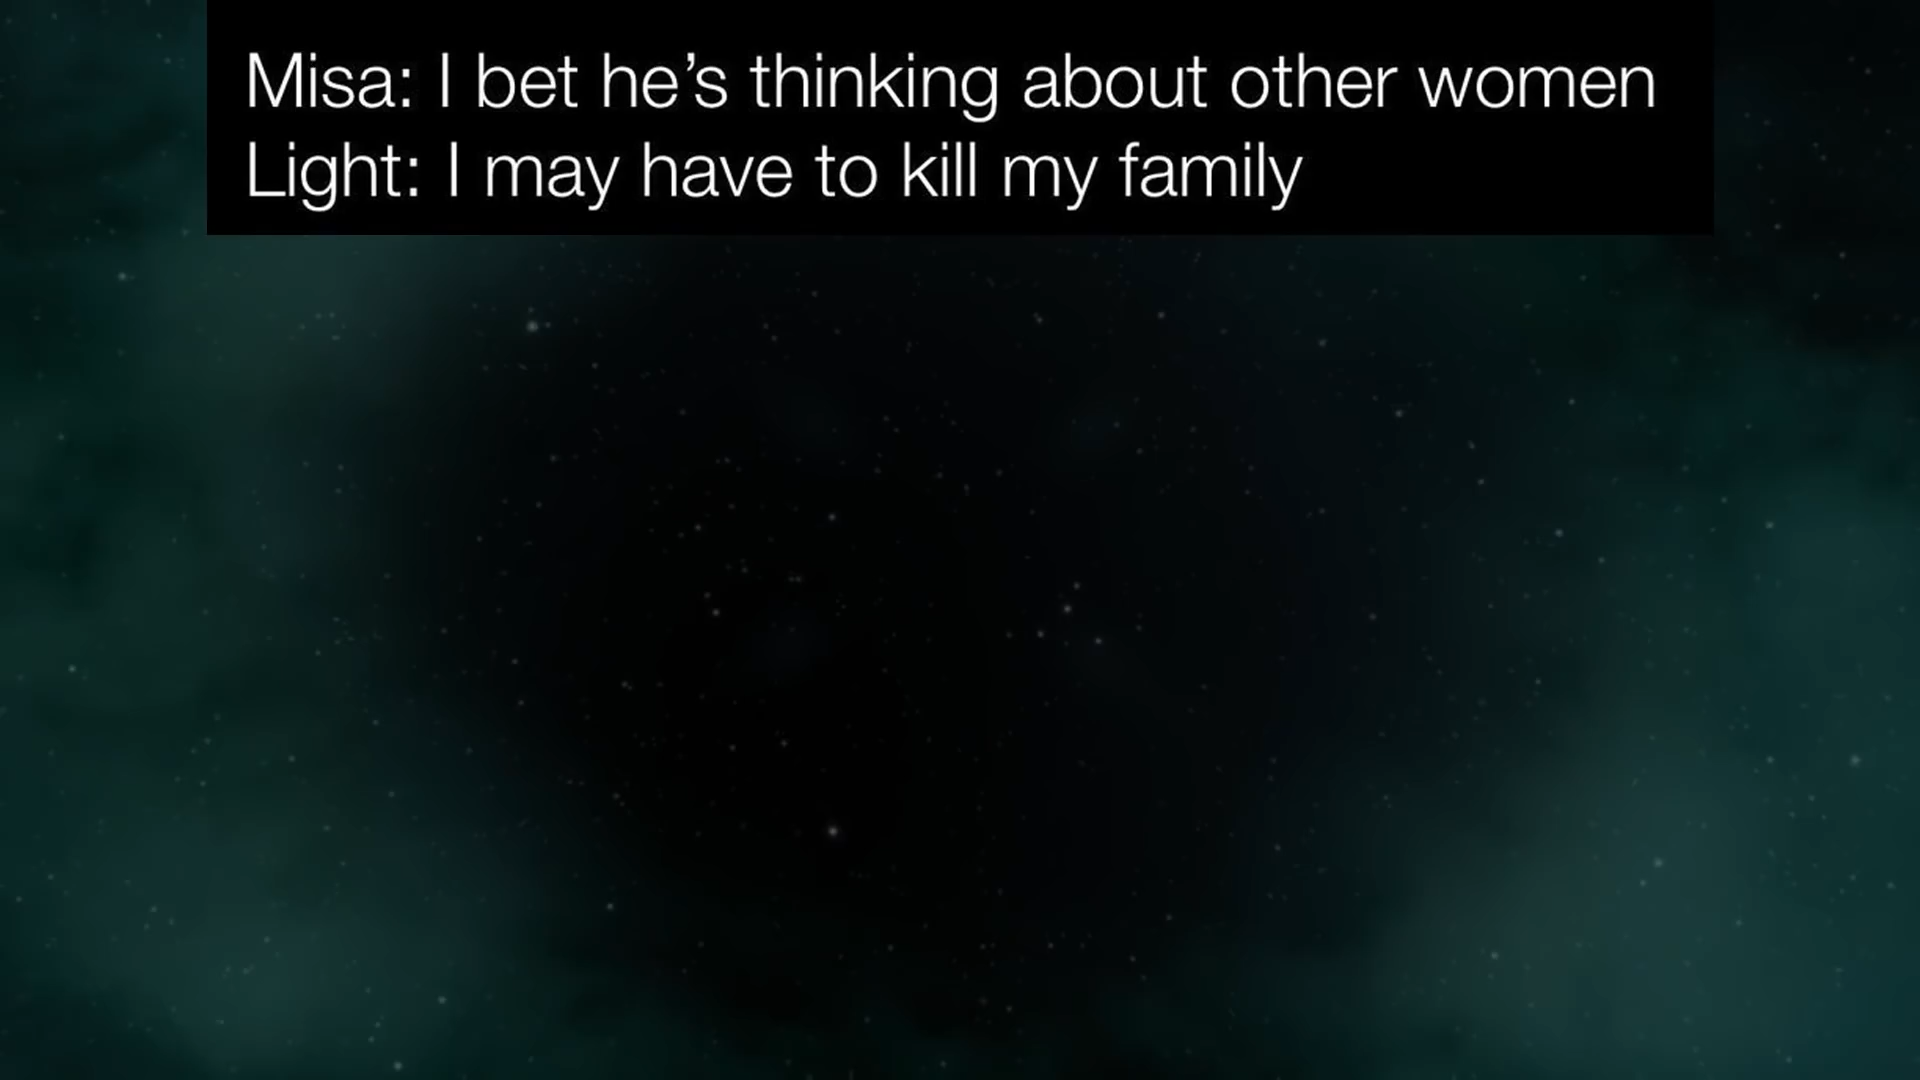 Misa: I bet he’s thinking about other women
Light: I may have to kill my family